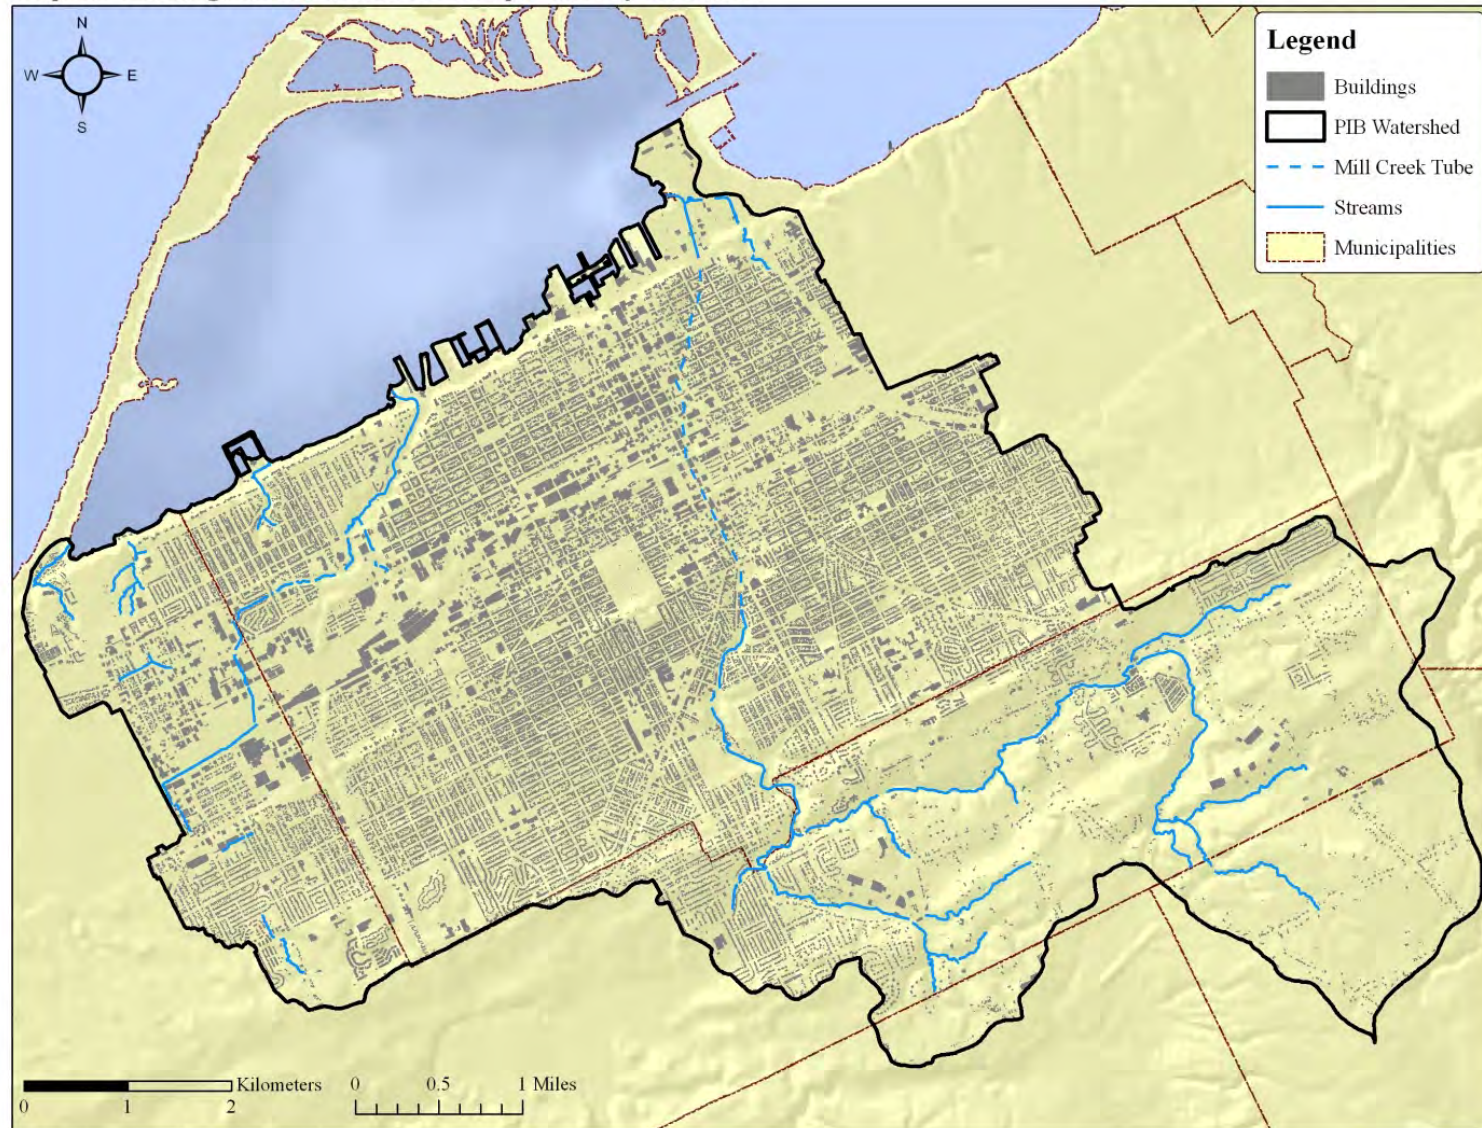 N
W E
S
Legend
Buildings
PIB Watershed
Mill Creek Tube
Streams
Municipalities
Kilometers
0 1 2
0 0.5 1 Miles